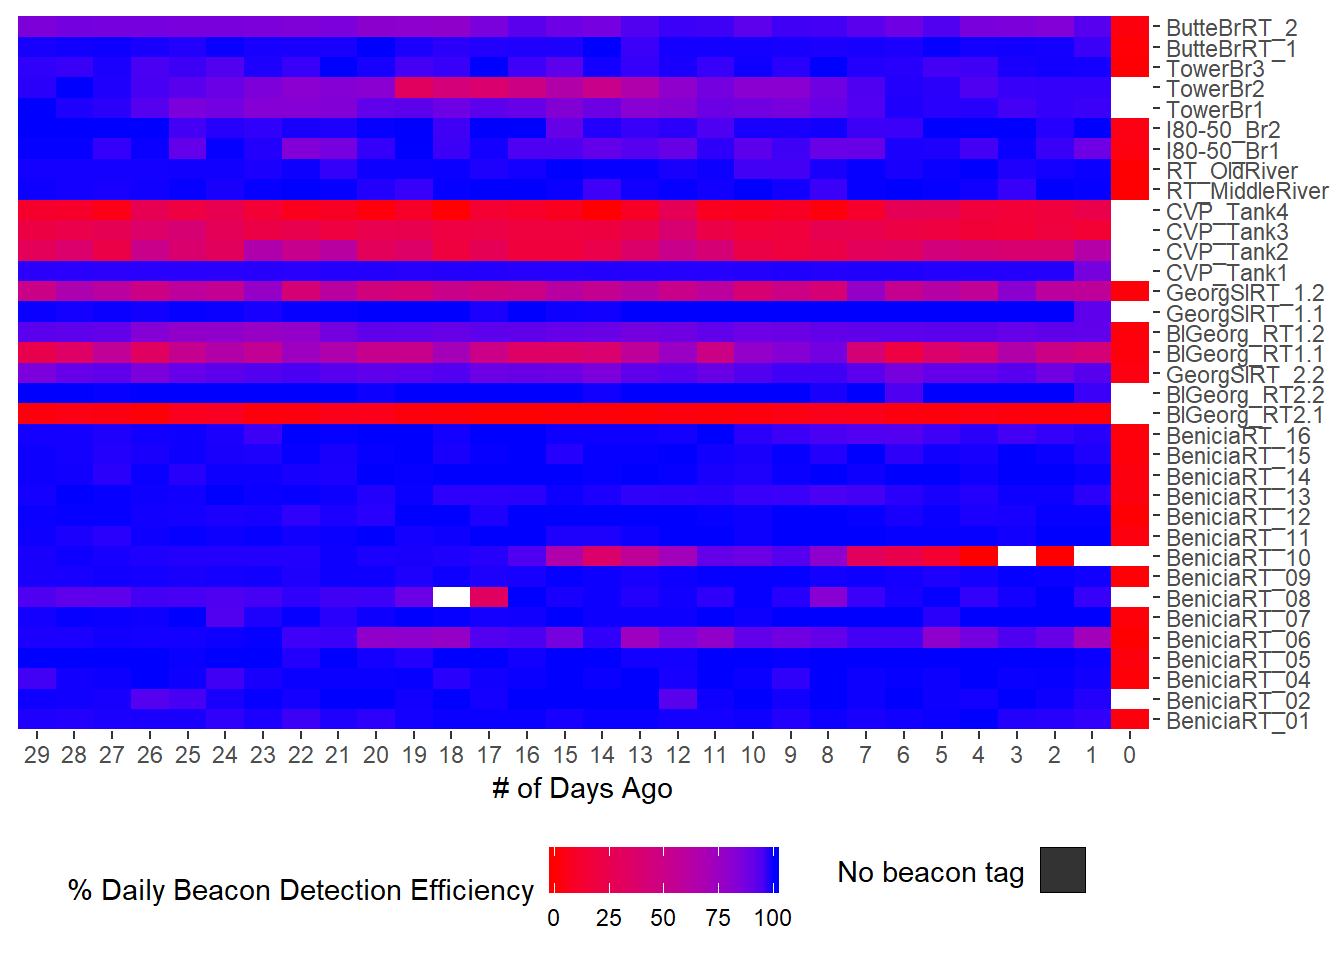 ButteBrRT_2
ButteBrRT_1
TowerBr3
TowerBr2
TowerBr1
I80-50_Br2
I80-50_Br1
RT_OldRiver
RT_MiddleRiver
CVP_Tank4
CVP_Tank3
CVP_Tank2
CVP_Tank1
GeorgSlRT_1.2
GeorgSlRT_1.1
BlGeorg_RT1.2
BlGeorg_RT1.1
GeorgSlRT_2.2
BlGeorg_RT2.2
BlGeorg_RT2.1
BeniciaRT_16
BeniciaRT_15
BeniciaRT_14
BeniciaRT_13
BeniciaRT_12
BeniciaRT_11
BeniciaRT_10
BeniciaRT_09
BeniciaRT_08
BeniciaRT_07
BeniciaRT_06
BeniciaRT_05
BeniciaRT_04
BeniciaRT_02
BeniciaRT_01
29 28 27 26 25 24 23 22 21 20 19 18 17 16 15 14 13 12 11 10 9 8 7 6 5 4 3 2 1 0
# of Days Ago
% Daily Beacon Detection Efficiency
0 25 50 75 100
No beacon tag